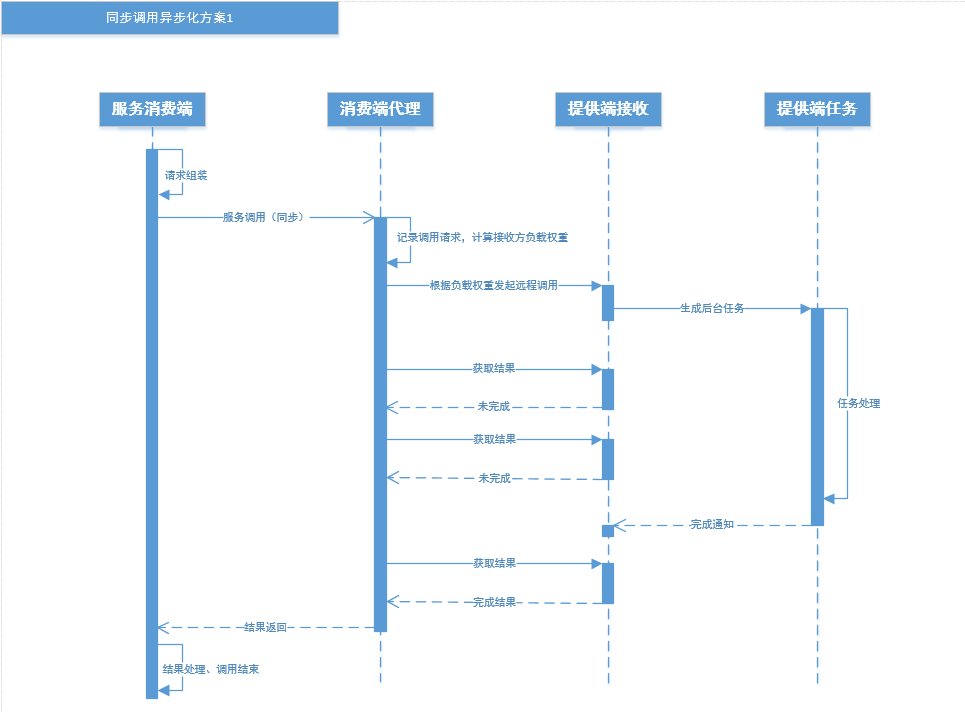 同步调用异步化方案1
服务消费端
消费端代理
提供端接收
提供端任务
请求组装
服务调用（同步）
记录调用请求，计算接收方负载权重
根据负载权重发起远程调用
生成后台任务
获取结果
未完成
任务处理
获取结果
未完成
完成通知
获取结果
完成结果
结果返回
结果处理、调用结束